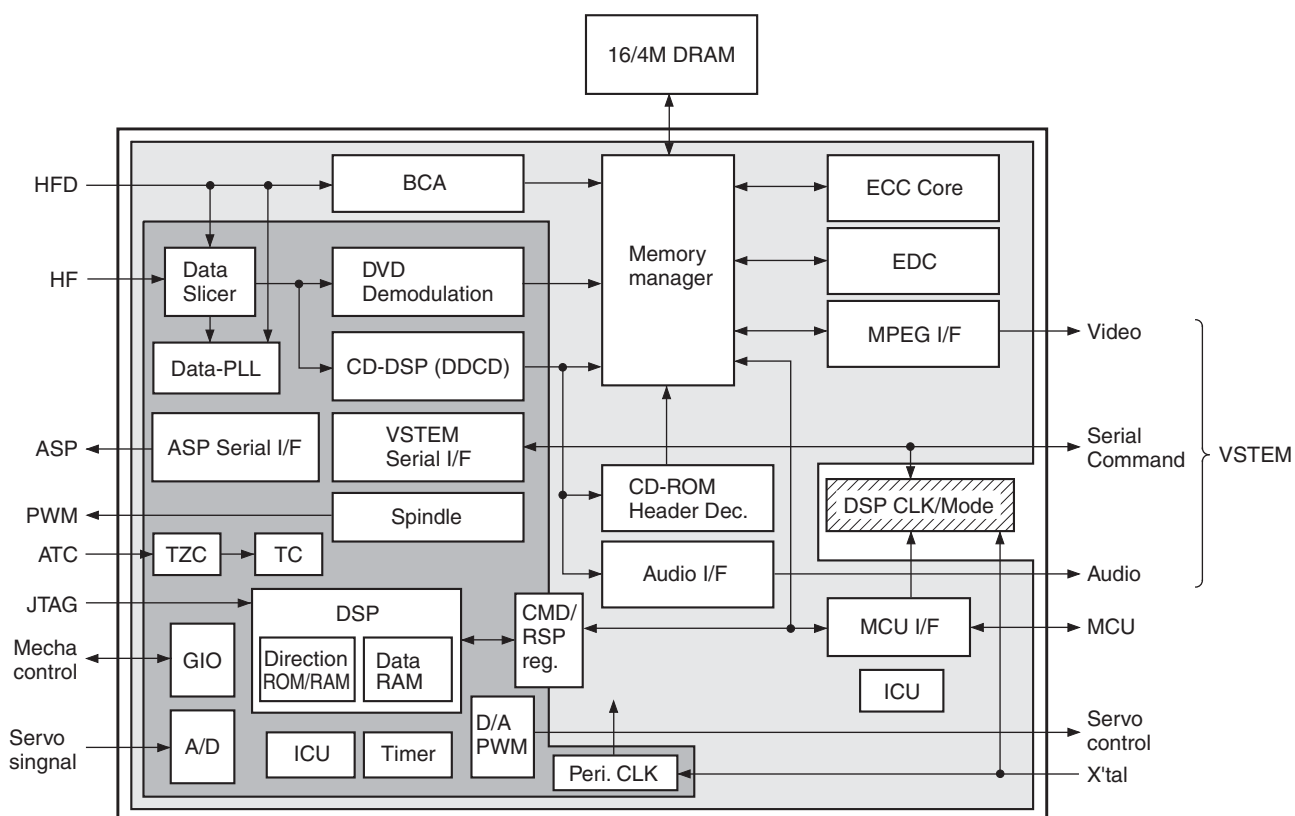 16/4M DRAM
HFD
BCA
ECC Core
Memory
manager
HF
Data
Slicer
DVD
Demodulation
EDC
MPEG I/F
Video
Data-PLL
CD-DSP (DDCD)
ASP
ASP Serial I/F
VSTEM
Serial I/F
Serial
Command
VSTEM
CD-ROM
Header Dec.
DSP CLK/Mode
PWM
Spindle
ATC
TZC
TC
Audio I/F
Audio
JTAG
DSP
CMD/
RSP
reg.
MCU I/F
MCU
Mecha
control
GIO
Direction
ROM/RAM
Data
RAM
ICU
Servo
singnal
A/D
ICU
Timer
D/A
PWM
Servo
control
Peri. CLK
X'tal